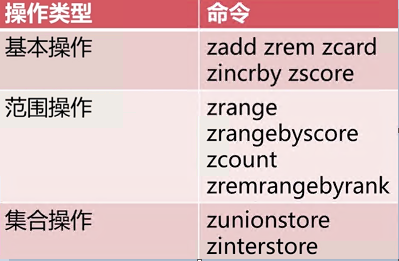 操作类型 命令
基本操作 zadd zrem zcard
zincrby zscore
范围操作 zrange
zrangebyscore
zcount
zremrangebyrank
集合操作 zunionstore
zinterstore